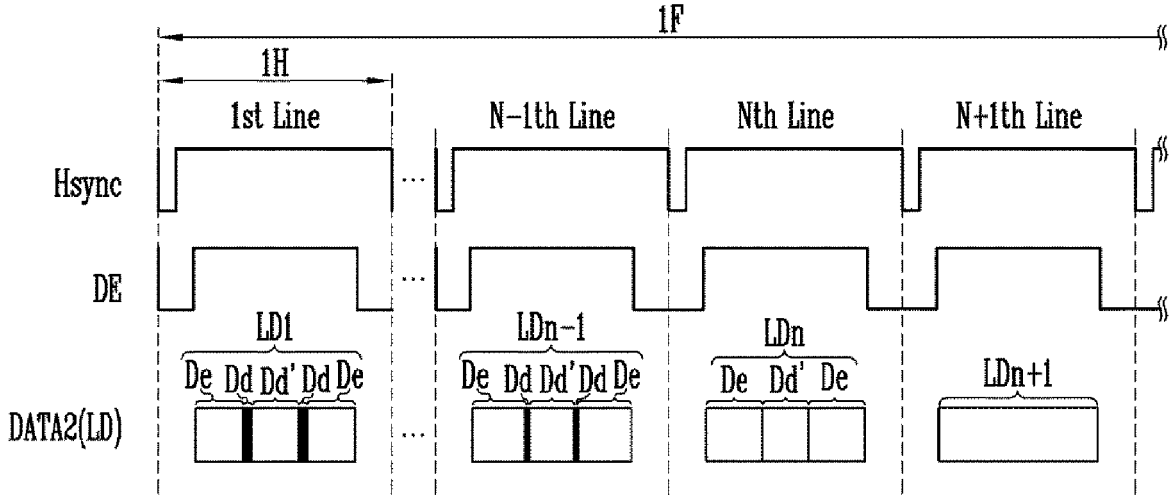 1F
1H
1st Line N-1th Line Nth Line N+1th Line
Hsync ...
DE ...
LD1 LDn-1 LDn LDn+1
De Dd Dd' Dd De De Dd Dd' Dd De De Dd' De
DATA2(LD) ...